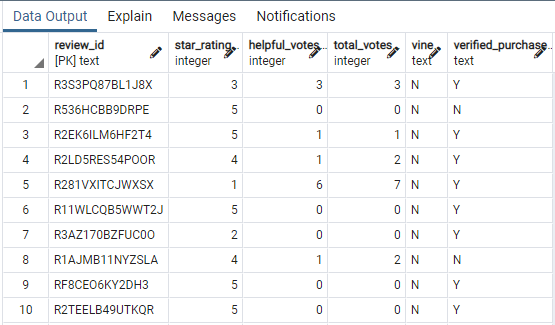 Data Output Explain Messages Notifications
review_id star_rating helpful_votes total_votes vine verified_purchase
[PK] text integer integer integer text text
1 R3S3PQ87BL1J8X 3 3 3 N Y
2 R536HCBB9DRPE 5 0 0 N N
3 R2EK6ILM6HF2T4 5 1 1 N Y
4 R2LD5RES54POOR 4 1 2 N Y
5 R281VXITCJWXSX 1 6 7 N Y
6 R11WLCQB5WWT2J 5 0 0 N Y
7 R3AZ170BZFUC0O 2 0 0 N Y
8 R1AJMB11NYZSLA 4 1 2 N N
9 RF8CEO6KY2DH3 5 0 0 N Y
10 R2TEELB49UTKQR 5 0 0 N Y